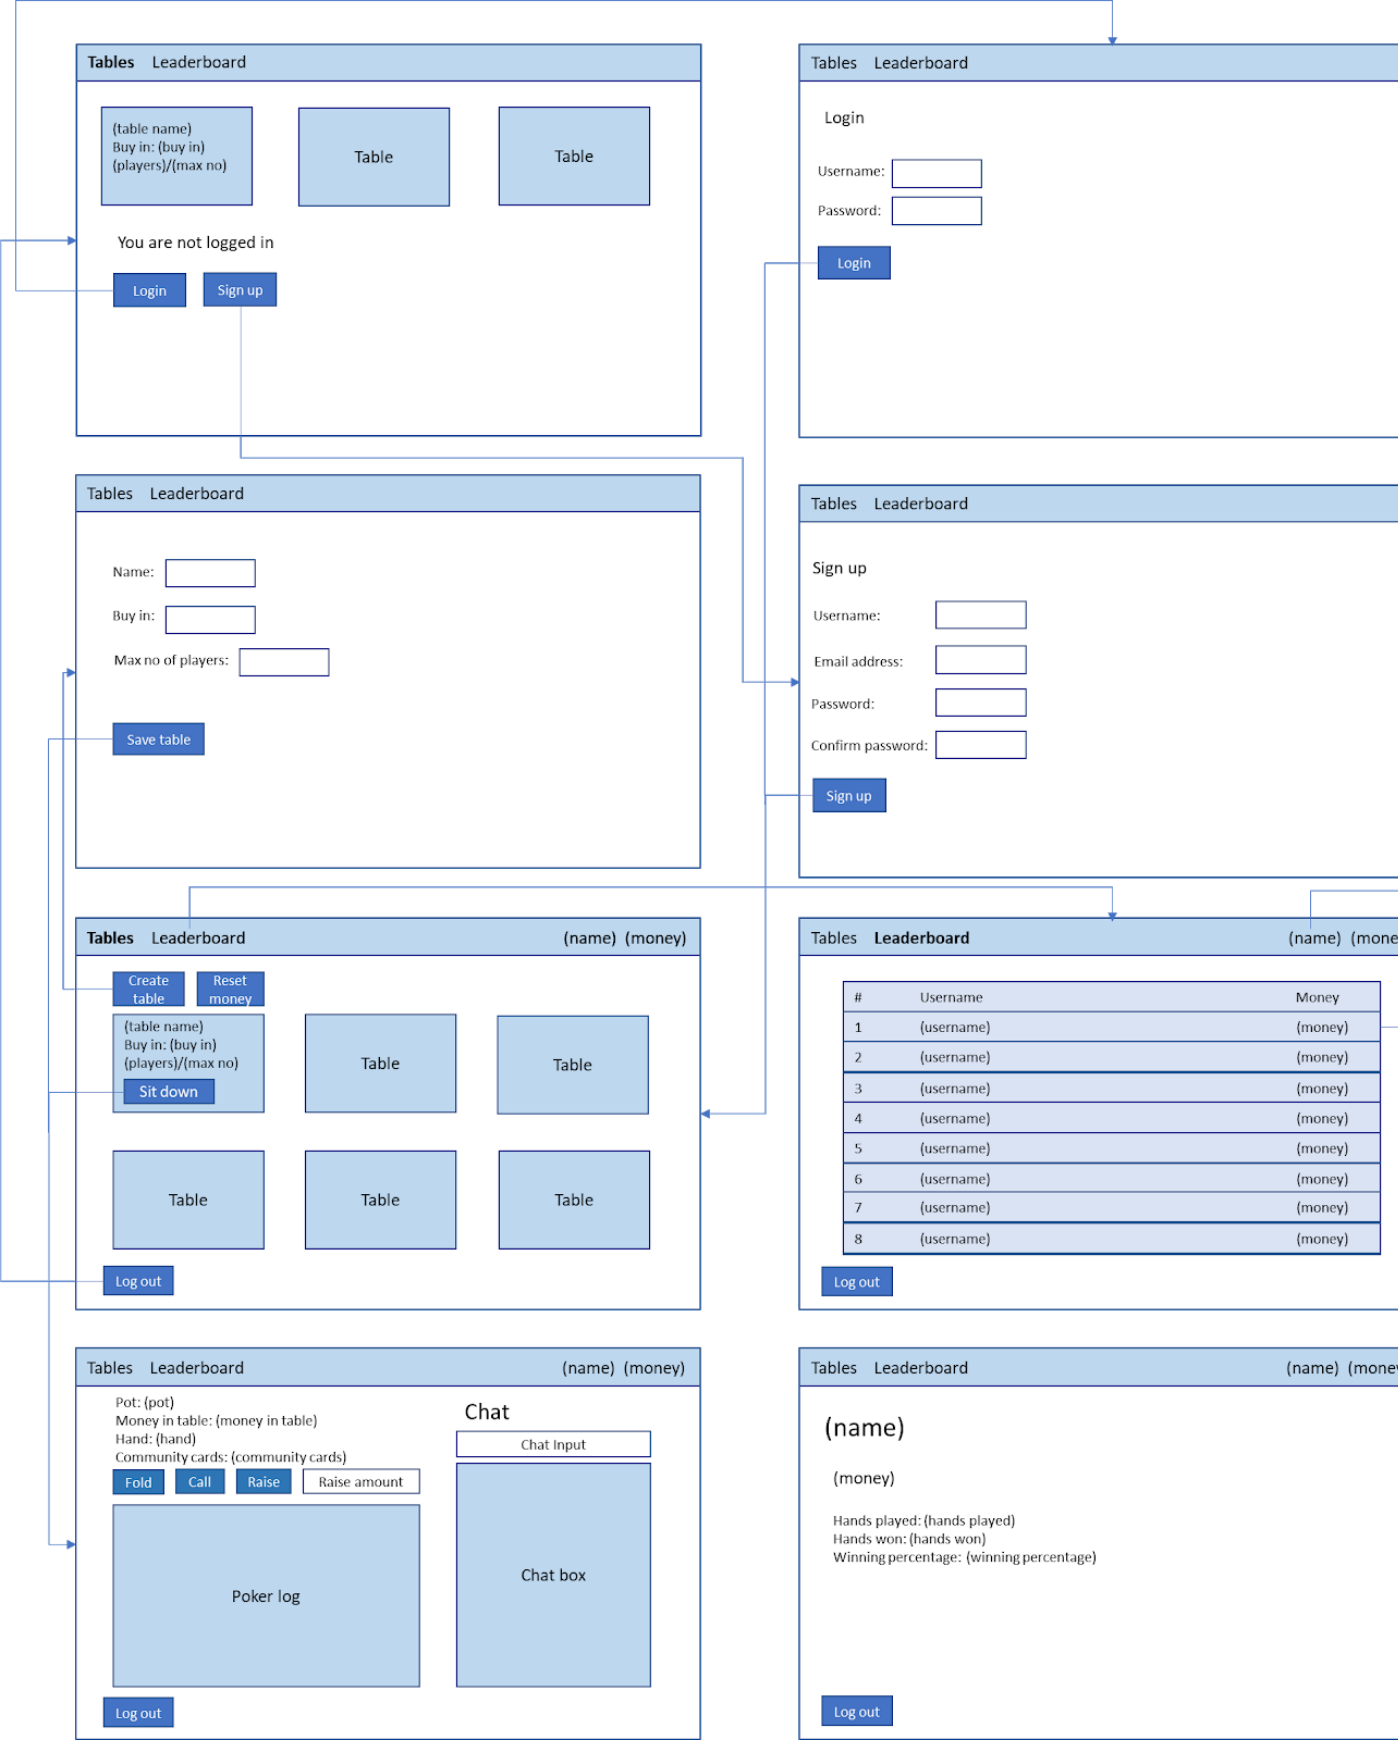 Tables Leaderboard
(table name)
Buy in: (buy in)
(players)/(max no)
Table
Table
You are not logged in
Login
Sign up
Tables Leaderboard
Login
Username:
Password:
Login
Tables Leaderboard
Name:
Buy in:
Max no of players:
Save table
Tables Leaderboard
Sign up
Username:
Email address:
Password:
Confirm password:
Sign up
Tables Leaderboard (name) (money)
Create
table
Reset
money
(table name)
Buy in: (buy in)
(players)/(max no)
Sit down
Table
Table
Table
Table
Table
Log out
Tables Leaderboard (name) (mone
# Username Money
1 (username) (money)
2 (username) (money)
3 (username) (money)
4 (username) (money)
5 (username) (money)
6 (username) (money)
7 (username) (money)
8 (username) (money)
Log out
Tables Leaderboard (name) (money)
Pot: (pot)
Money in table: (money in table)
Hand: (hand)
Community cards: (community cards)
Fold
Call
Raise
Raise amount
Poker log
Chat
Chat Input
Chat box
Log out
Tables Leaderboard (name) (money
(name)
(money)
Hands played: (hands played)
Hands won: (hands won)
Winning percentage: (winning percentage)
Log out